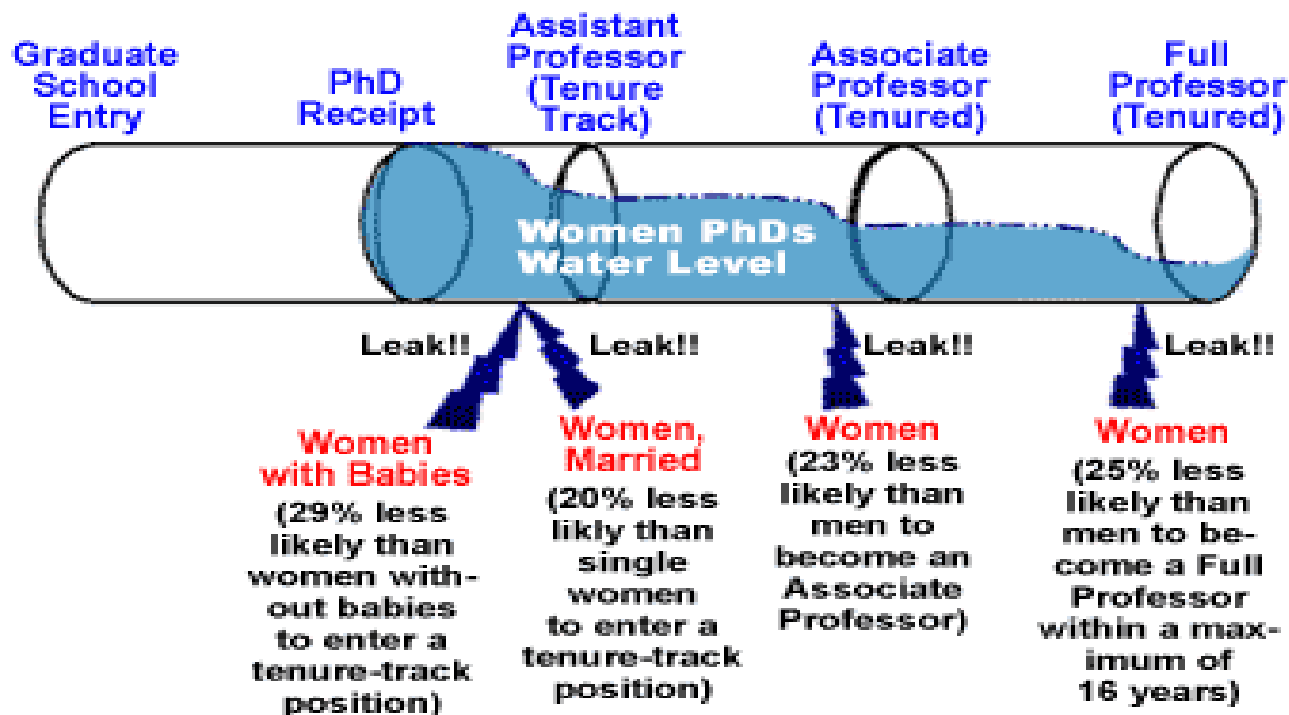 Graduate
School
Entry
PhD
Receipt
Assistant
Professor
(Tenure
Track)
Associate
Professor
(Tenured)
Full
Professor
(Tenured)
Women PhDs
Water Level
Leak!!
Leak!!
Leak!!
Leak!!
Women
with Babies
(29% less
likely than
women with-
out babies
to enter a
tenure-track
position)
Women,
Married
(20% less
likly than
single
women
to enter a
tenure-track
position)
Women
(23% less
likely than
men to
become an
Associate
Professor)
Women
(25% less
likely than
men to be-
come a Full
Professor
within a max-
imum of
16 years)